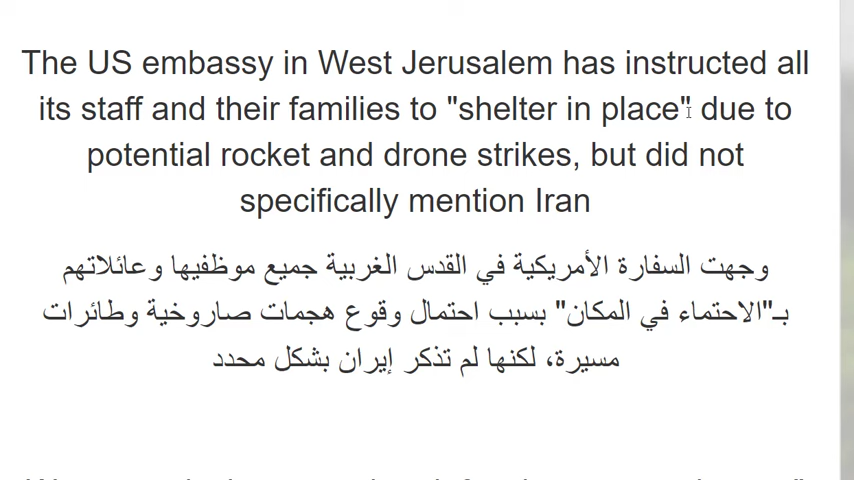 The US embassy in West Jerusalem has instructed all
its staff and their families to "shelter in place" due to
potential rocket and drone strikes, but did not
specifically mention Iran
وجهت السفارة الأمريكية في القدس الغربية جميع موظفيها وعائلاتهم
بـ"الاحتماء في المكان" بسبب احتمال وقوع هجمات صاروخية وطائرات
مسيرة، لكنها لم تذكر إيران بشكل محدد